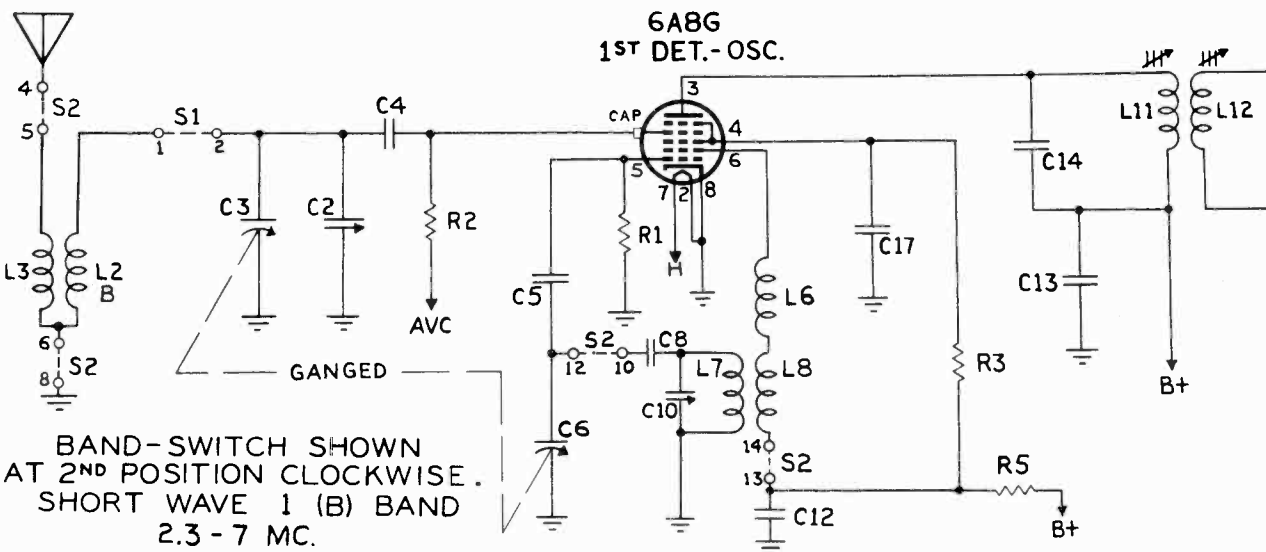 6A8G
1ST DET.-OSC.
3
4
S2
5
S1
1
2
C4
CAP
4
6
5
7
2
8
L11
L12
C14
C3
C2
R2
R1
H
C17
C13
L3
L2
B
C5
L6
AVC
6
S2
8
GANGED
12
S2
10
C8
L7
L8
R3
B+
C10
C6
14
S2
13
R5
C12
B+
BAND-SWITCH SHOWN
AT 2ND POSITION CLOCKWISE.
SHORT WAVE 1 (B) BAND
2.3 - 7 MC.